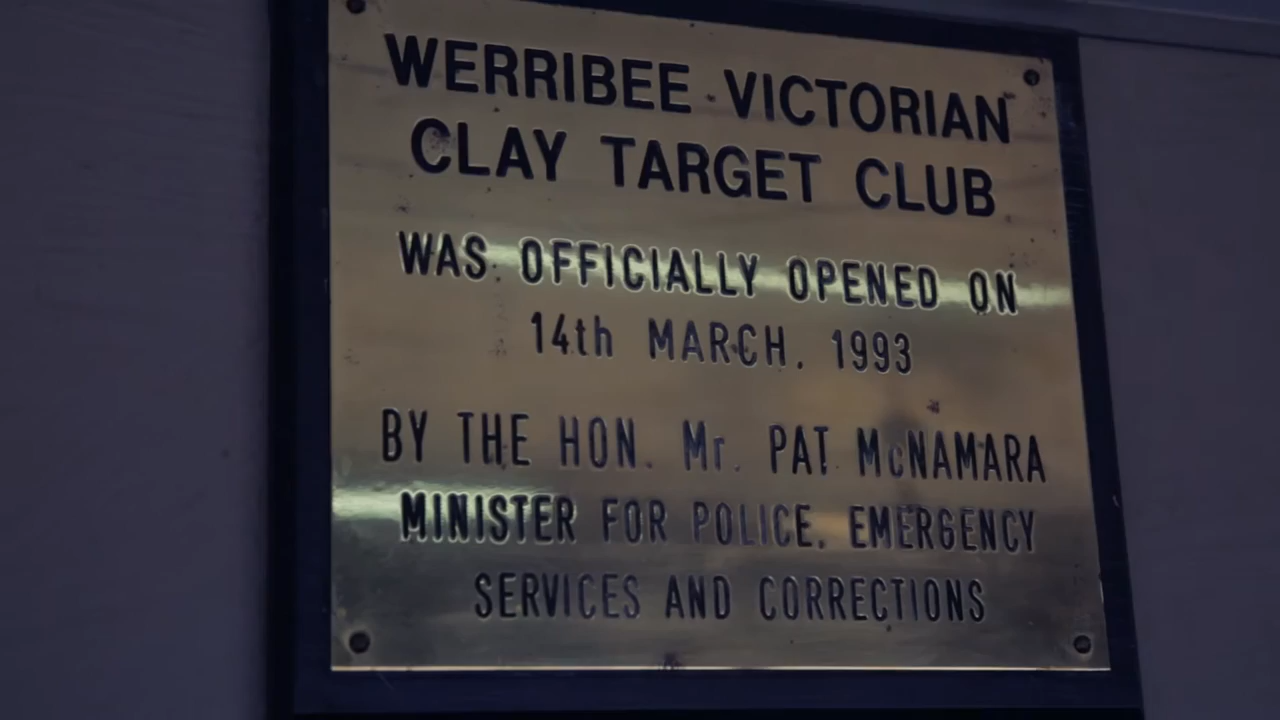 WERRIBEE VICTORIAN
CLAY TARGET CLUB
WAS OFFICIALLY OPENED ON
14th MARCH. 1993
BY THE HON. Mr. PAT McNAMARA
MINISTER FOR POLICE. EMERGENCY
SERVICES AND CORRECTIONS